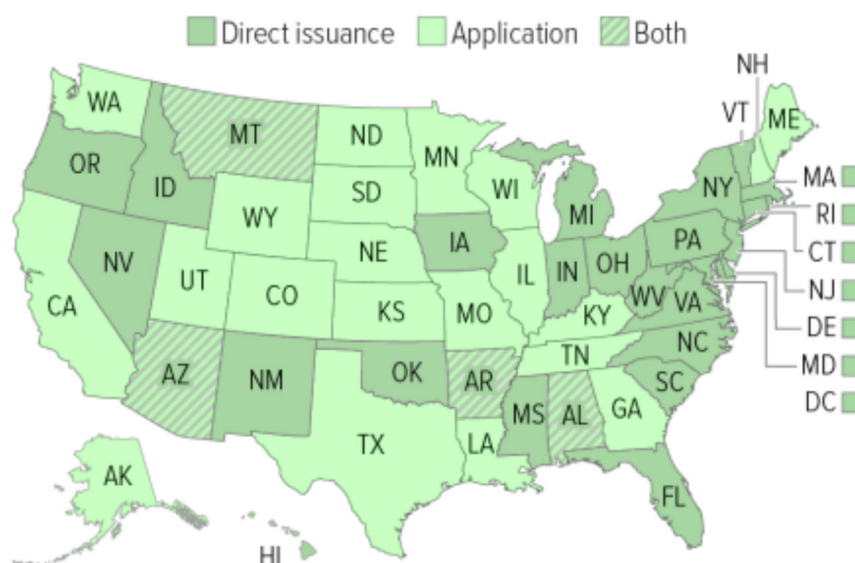 Direct issuance Application Both
NH
WA
VT
ME
MT
ND
MN
OR
MA
ID
WI
NY
SD
RI
WY
MI
CT
IA
PA
NE
NV
NJ
IL
IN
OH
UT
DE
CA
CO
WV
VA
KS
MO
KY
MD
NC
TN
AZ
OK
NM
AR
SC
DC
MS
AL
GA
TX
LA
AK
FL
HI